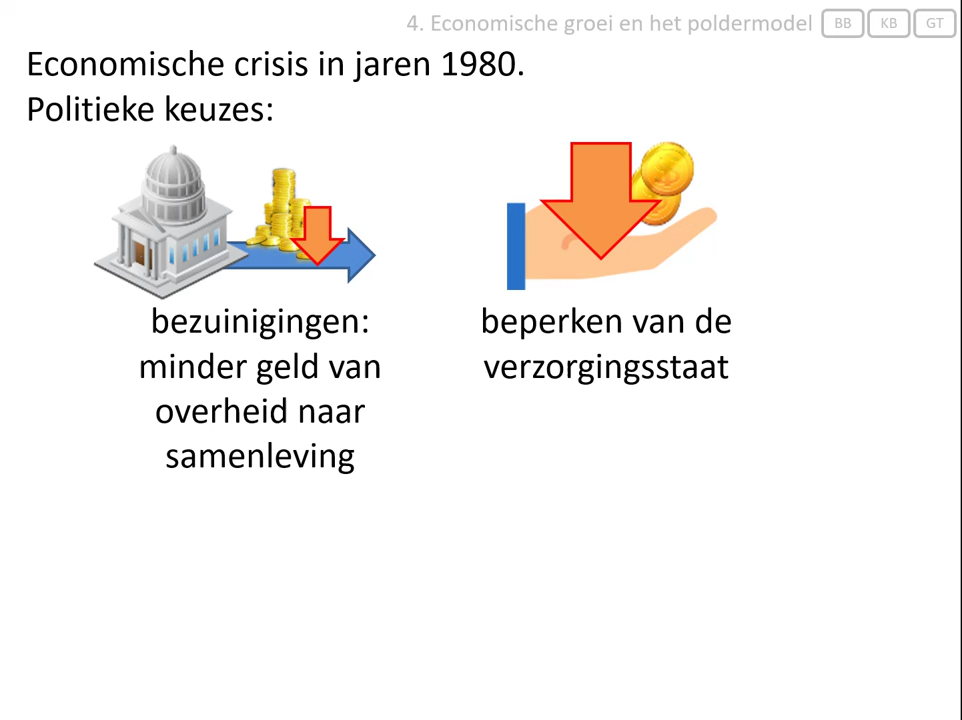 4. Economische groei en het poldermodel BB KB GT
Economische crisis in jaren 1980.
Politieke keuzes:
bezuinigingen:
minder geld van
overheid naar
samenleving
beperken van de
verzorgingsstaat